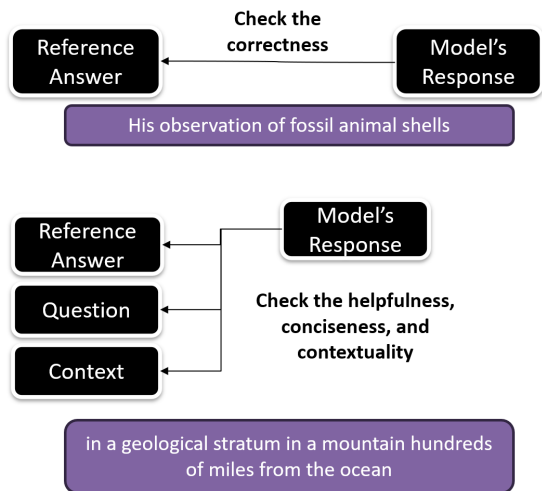 Check the
correctness
Reference
Answer
Model's
Response
His observation of fossil animal shells
Model's
Response
Reference
Answer
Question
Context
Check the helpfulness,
conciseness, and
contextuality
in a geological stratum in a mountain hundreds
of miles from the ocean